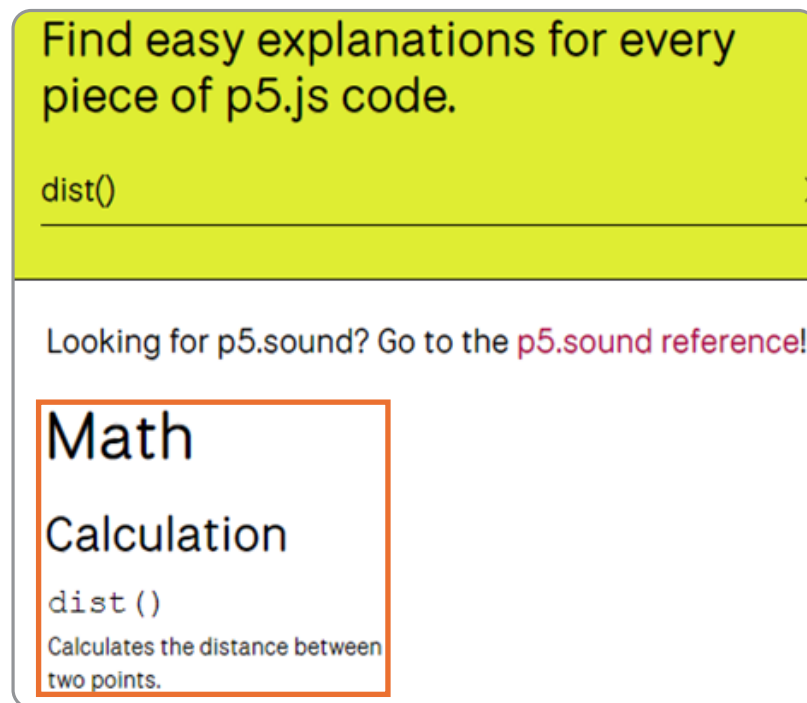 Find easy explanations for every
piece of p5.js code.
dist()
Looking for p5.sound? Go to the p5.sound reference!
Math
Calculation
dist()
Calculates the distance between
two points.